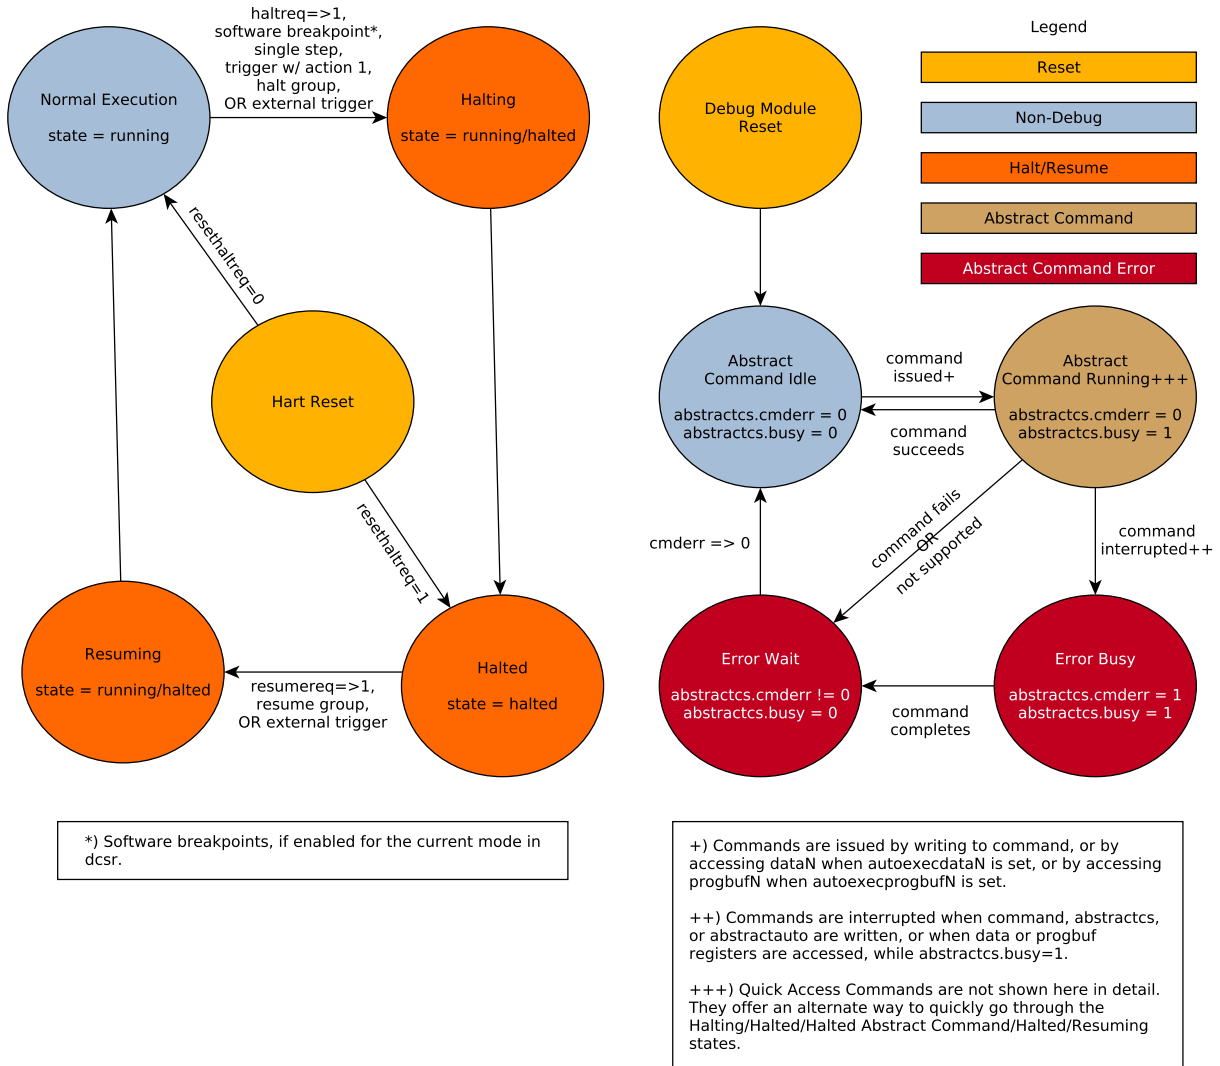 haltreq=>1,
software breakpoint*,
single step,
trigger w/ action 1,
halt group,
OR external trigger
Normal Execution
state = running
Halting
state = running/halted
resethaltreq=0
Hart Reset
resethaltreq=1
Resuming
state = running/halted
resumereq=>1,
resume group,
OR external trigger
Halted
state = halted
*) Software breakpoints, if enabled for the current mode in
dcsr.
Debug Module
Reset
Legend
Reset
Non-Debug
Halt/Resume
Abstract Command
Abstract Command Error
Abstract
Command Idle
abstractcs.cmderr = 0
abstractcs.busy = 0
command
issued+
command
succeeds
Abstract
Command Running+++
abstractcs.cmderr = 0
abstractcs.busy = 1
cmderr => 0
command fails
OR
not supported
command
interrupted++
Error Wait
abstractcs.cmderr != 0
abstractcs.busy = 0
command
completes
Error Busy
abstractcs.cmderr = 1
abstractcs.busy = 1
+) Commands are issued by writing to command, or by
accessing dataN when autoexecdataN is set, or by accessing
progbufN when autoexecprogbufN is set.
++) Commands are interrupted when command, abstractcs,
or abstractauto are written, or when data or progbuf
registers are accessed, while abstractcs.busy=1.
+++) Quick Access Commands are not shown here in detail.
They offer an alternate way to quickly go through the
Halting/Halted/Halted Abstract Command/Halted/Resuming
states.